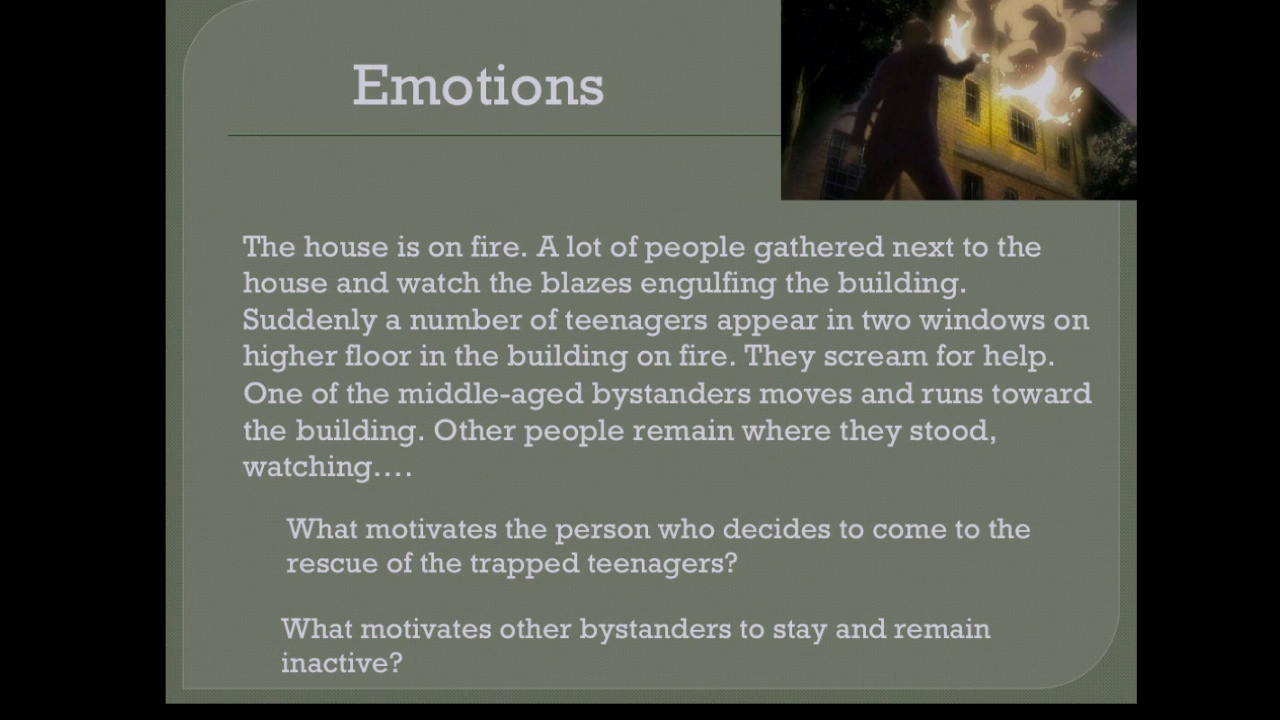 Emotions
The house is on fire. A lot of people gathered next to the
house and watch the blazes engulfing the building.
Suddenly a number of teenagers appear in two windows on
higher floor in the building on fire. They scream for help.
One of the middle-aged bystanders moves and runs toward
the building. Other people remain where they stood,
watching....
What motivates the person who decides to come to the
rescue of the trapped teenagers?
What motivates other bystanders to stay and remain
inactive?